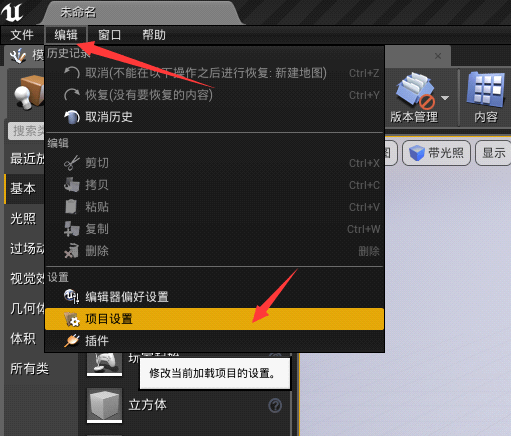 未命名
文件 编辑 窗口 帮助
历史记录
取消(不能在以下操作之后进行恢复: 新建地图) Ctrl+Z
恢复(没有要恢复的内容) Ctrl+Y
取消历史
编辑
剪切 Ctrl+X
拷贝 Ctrl+C
粘贴 Ctrl+V
复制 Ctrl+W
删除 删除
设置
编辑器偏好设置
项目设置
插件
修改当前加载项目的设置。
搜索类
最近放
基本
光照
过场动
视觉效
几何体
体积
所有类
立方体
版本管理 内容
带光照 显示